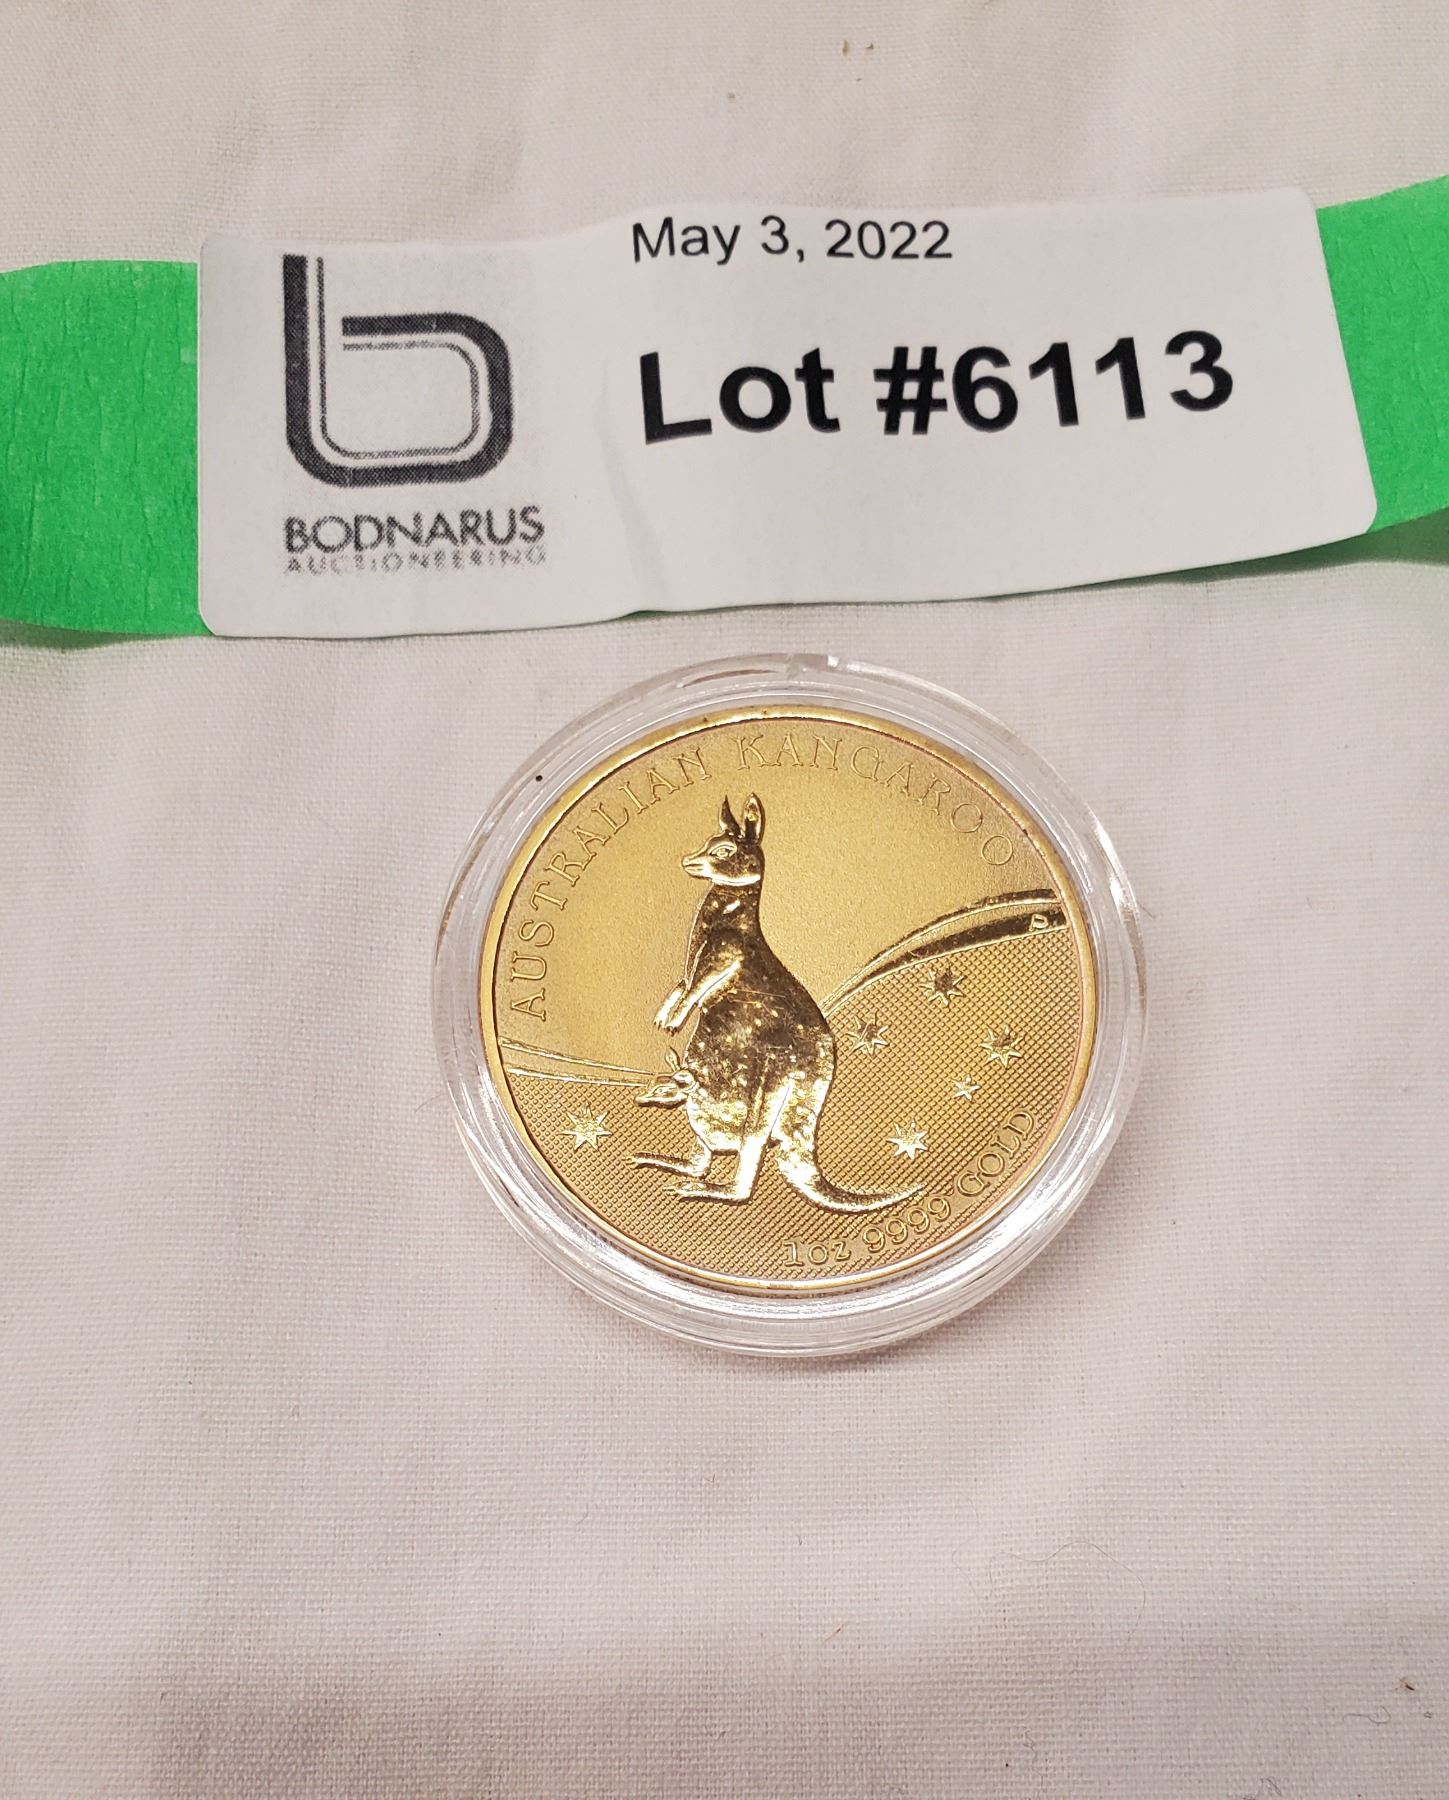 May 3, 2022
Lot #6113
BODNARUS
AUCTIONEERING
AUSTRALIAN KANGAROO
P
1oz 9999 GOLD